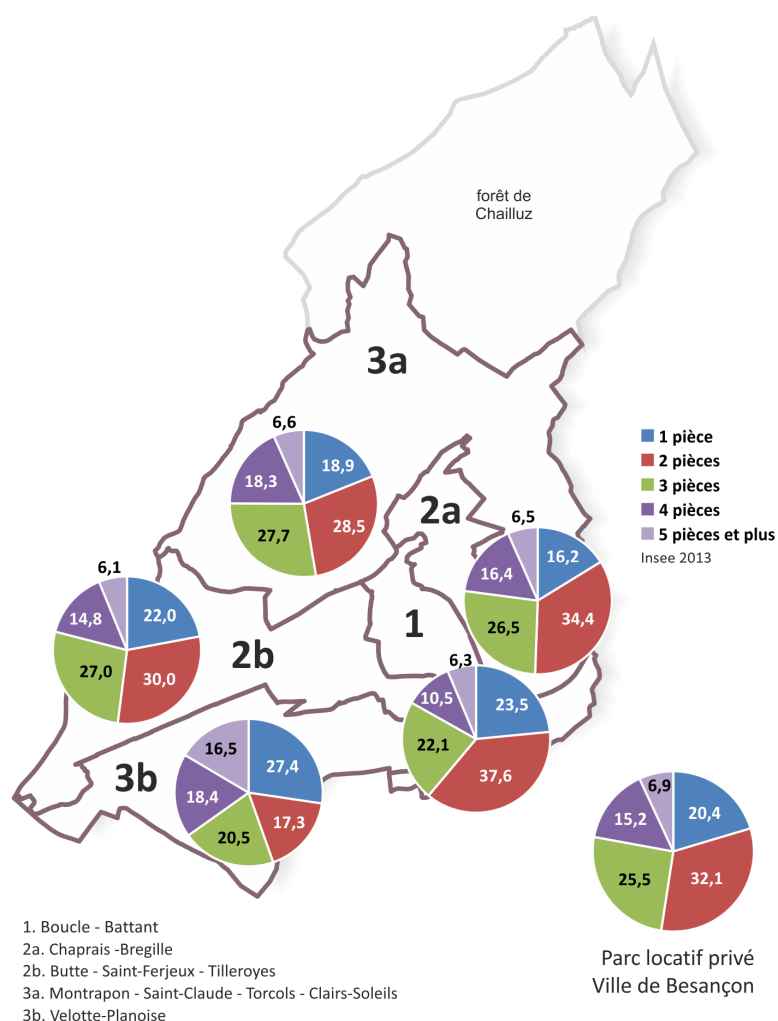 forêt de
Chailluz
3a
1 pièce
2 pièces
3 pièces
4 pièces
5 pièces et plus
Insee 2013
6,6
18,9
18,3
28,5
27,7
2a
6,5
16,2
16,4
34,4
26,5
6,1
22,0
14,8
27,0
30,0
2b
1
6,3
23,5
10,5
22,1
37,6
3b
16,5
27,4
18,4
17,3
20,5
6,9
20,4
15,2
25,5
32,1
Parc locatif privé
Ville de Besançon
1. Boucle - Battant
2a. Chaprais -Bregille
2b. Butte - Saint-Ferjeux - Tilleroyes
3a. Montrapon - Saint-Claude - Torcols - Clairs-Soleils
3b. Velotte-Planoise